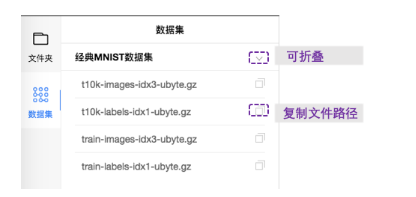 数据集
文件夹
经典MNIST数据集
可折叠
t10k-images-idx3-ubyte.gz
数据集
t10k-labels-idx1-ubyte.gz
复制文件路径
train-images-idx3-ubyte.gz
train-labels-idx1-ubyte.gz